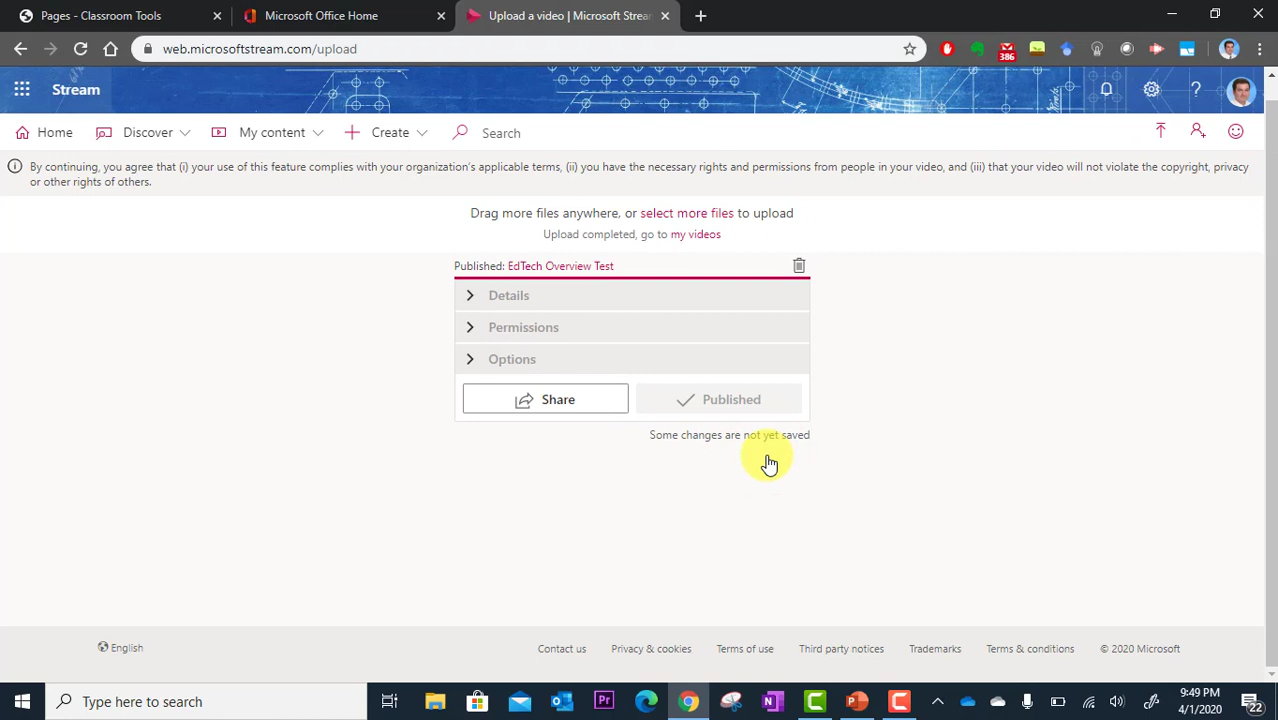 Pages - Classroom Tools
Microsoft Office Home
Upload a video | Microsoft Strea
web.microsoftstream.com/upload
386
Stream
Home
Discover
My content
Create
Search
By continuing, you agree that (i) your use of this feature complies with your organization's applicable terms, (ii) you have the necessary rights and permissions from people in your video, and (iii) that your video will not violate the copyright, privacy
or other rights of others.
Drag more files anywhere, or select more files to upload
Upload completed, go to my videos
Published: EdTech Overview Test
Details
Permissions
Options
Share
Published
Some changes are not yet saved
English
Contact us
Privacy & cookies
Terms of use
Third party notices
Trademarks
Terms & conditions
© 2020 Microsoft
Type here to search
Pr
N
C
P
C
9:49 PM
4/1/2020
22